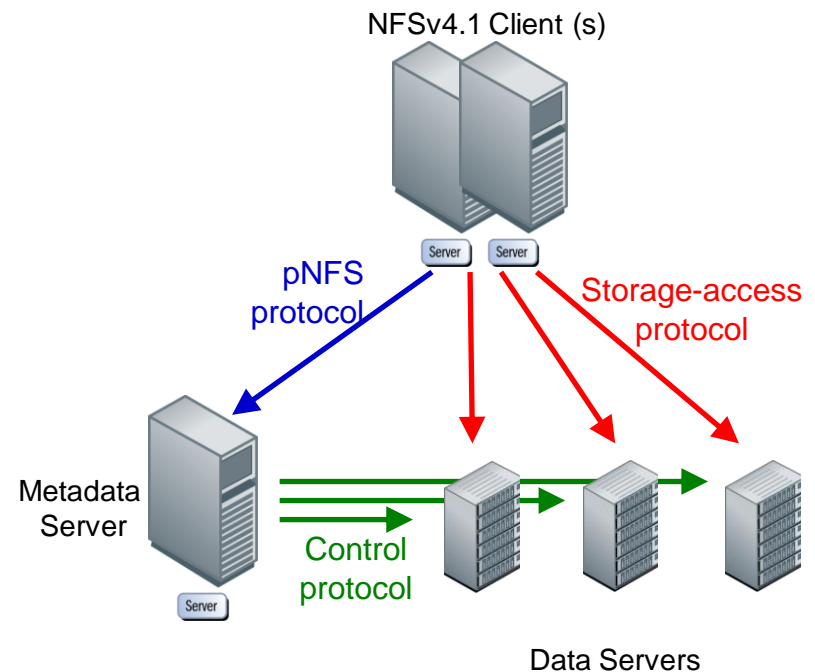 NFSv4.1 Client (s)
Server
Server
pNFS
protocol
Storage-access
protocol
Metadata
Server
Control
protocol
Server
Data Servers